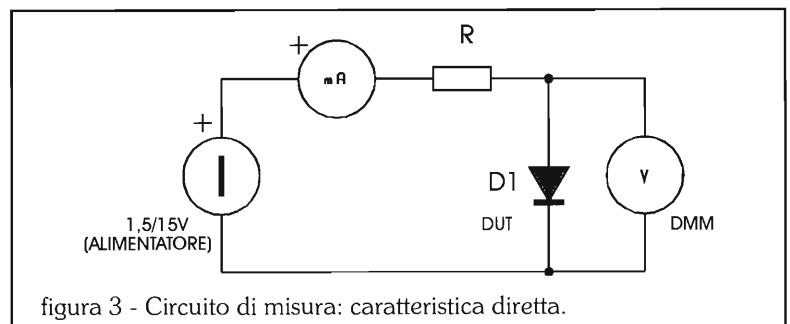 R
+
mA
+
D1
V
1,5/15V
(ALIMENTATORE)
DUT
DMM
figura 3 - Circuito di misura: caratteristica diretta.